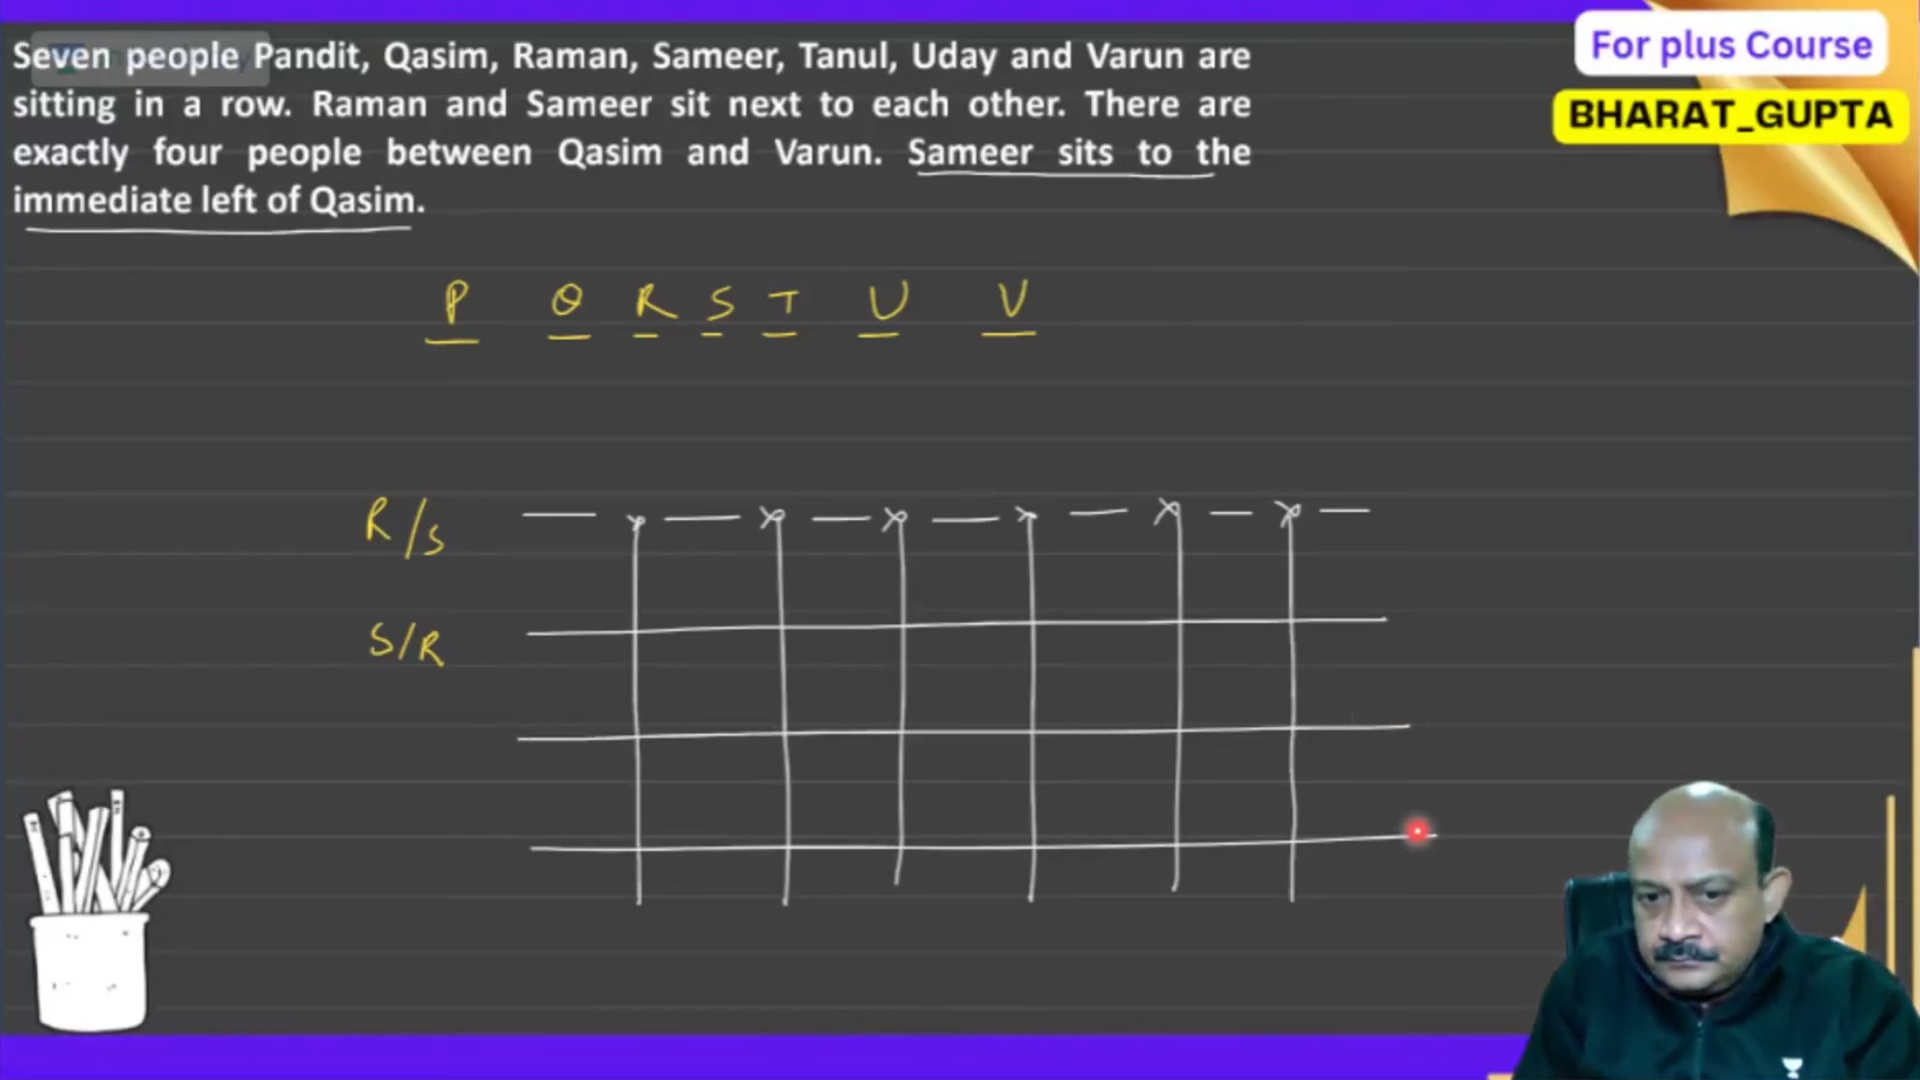 Seven people Pandit, Qasim, Raman, Sameer, Tanul, Uday and Varun are
sitting in a row. Raman and Sameer sit next to each other. There are
exactly four people between Qasim and Varun. Sameer sits to the
immediate left of Qasim.
For plus Course
BHARAT_GUPTA
P Q R S T U V
R/S
S/R